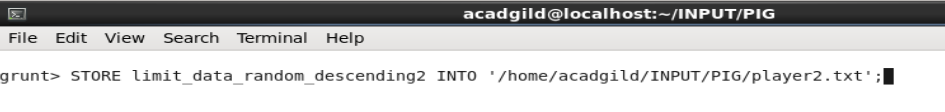 acadgild@localhost:~/INPUT/PIG
File Edit View Search Terminal Help
grunt> STORE limit_data_random_descending2 INTO '/home/acadgild/INPUT/PIG/player2.txt';